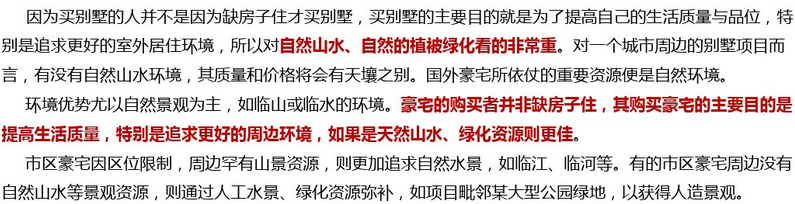 因为买别墅的人并不是因为缺房子住才买别墅，买别墅的主要目的就是为了提高自己的生活质量与品位，特
别是追求更好的室外居住环境，所以对自然山水、自然的植被绿化看的非常重。对一个城市周边的别墅项目而
言，有没有自然山水环境，其质量和价格将会有天壤之别。国外豪宅所依仗的重要资源便是自然环境。
环境优势尤以自然景观为主，如临山或临水的环境。豪宅的购买者并非缺房子住，其购买豪宅的主要目的是
提高生活质量，特别是追求更好的周边环境，如果是天然山水、绿化资源则更佳。
市区豪宅因区位限制，周边罕有山景资源，则更加追求自然水景，如临江、临河等。有的市区豪宅周边没有
自然山水等景观资源，则通过人工水景、绿化资源弥补，如项目毗邻某大型公园绿地，以获得人造景观。